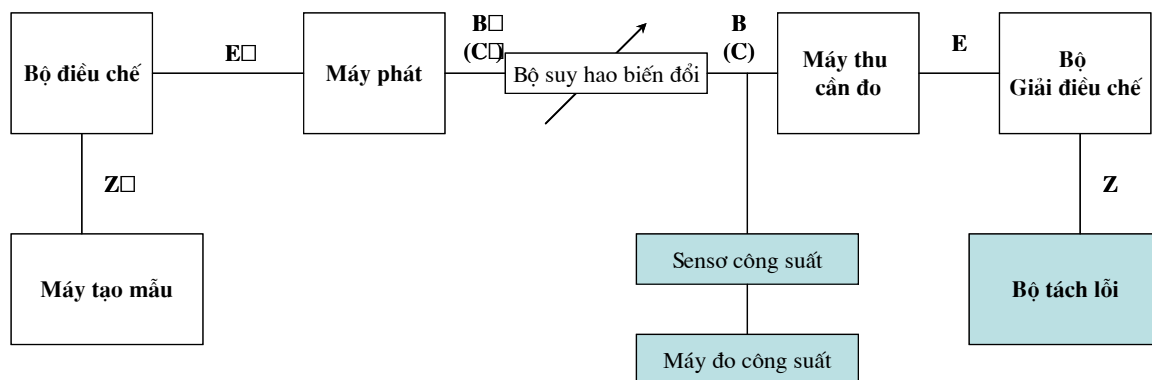 B□ B
E□ (C□) (C) E
Bộ điều chế Máy phát Bộ suy hao biến đổi Máy thu Bộ
cần đo Giải điều chế
Z□ Z
Máy tạo mẫu Sensơ công suất Bộ tách lỗi
Máy đo công suất